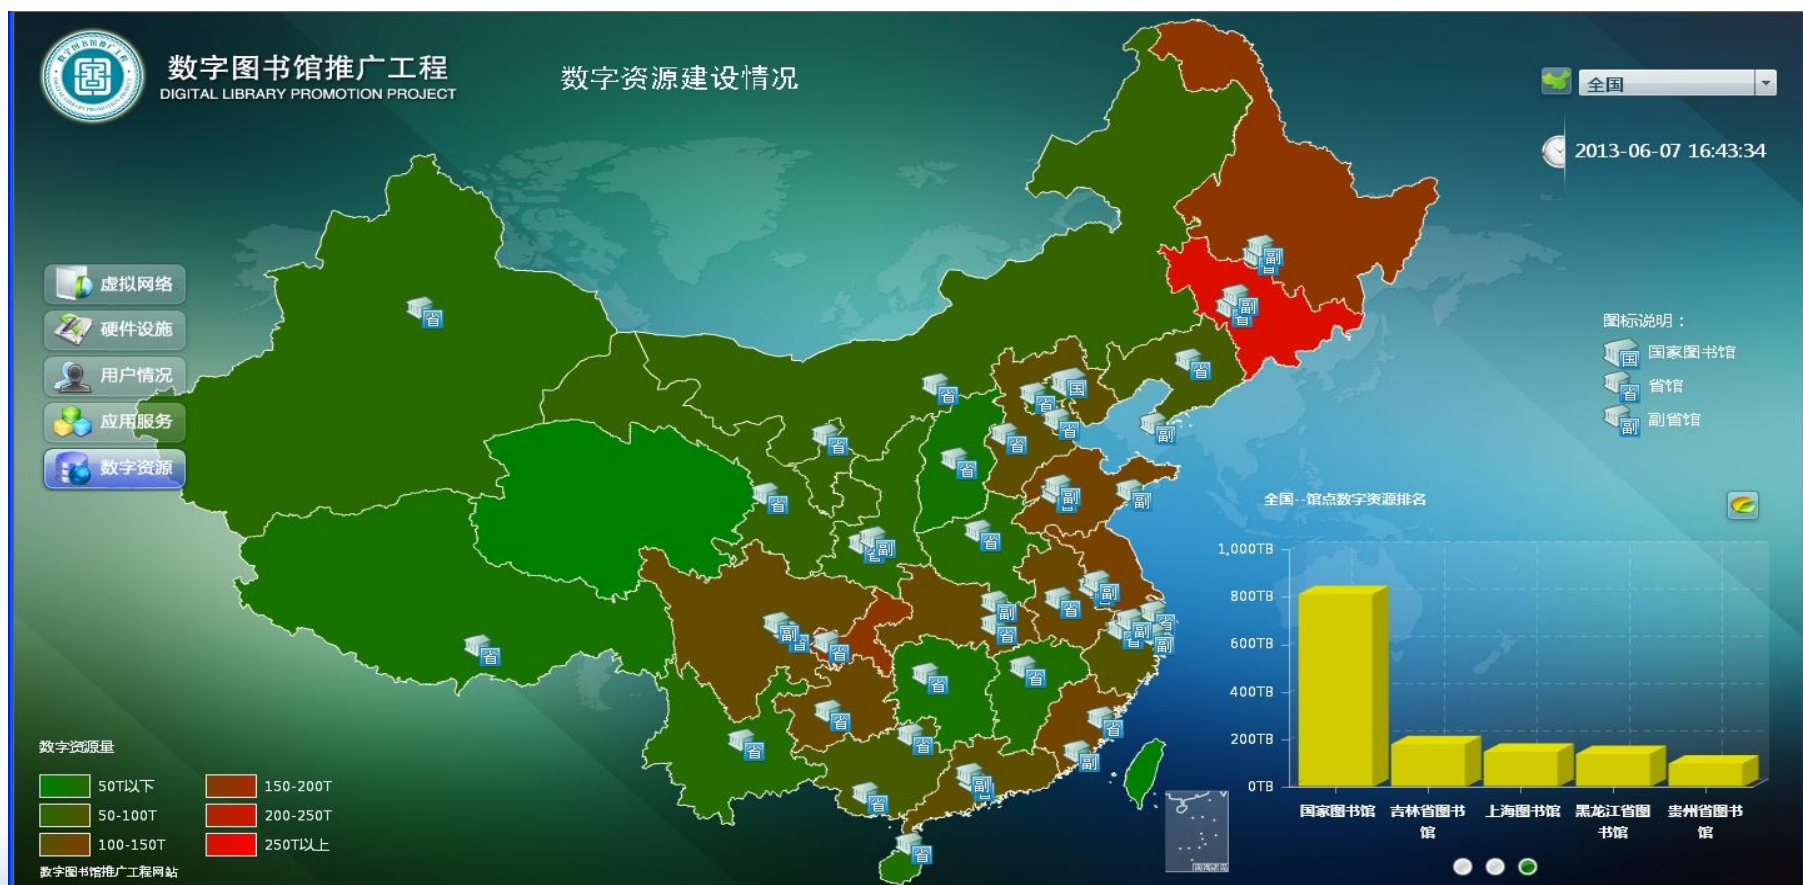 数字图书馆推广工程
DIGITAL LIBRARY PROMOTION PROJECT
数字资源建设情况
全国
2013-06-07 16:43:34
虚拟网络
硬件设施
用户情况
应用服务
数字资源
图标说明：
国 国家图书馆
省 省馆
副 副省馆
全国--馆点数字资源排名
1,000TB
800TB
600TB
400TB
200TB
0TB
国家图书馆 吉林省图书馆 上海图书馆 黑龙江省图书馆 贵州省图书馆
数字资源量
50T以下 150-200T
50-100T 200-250T
100-150T 250T以上
数字图书馆推广工程网站